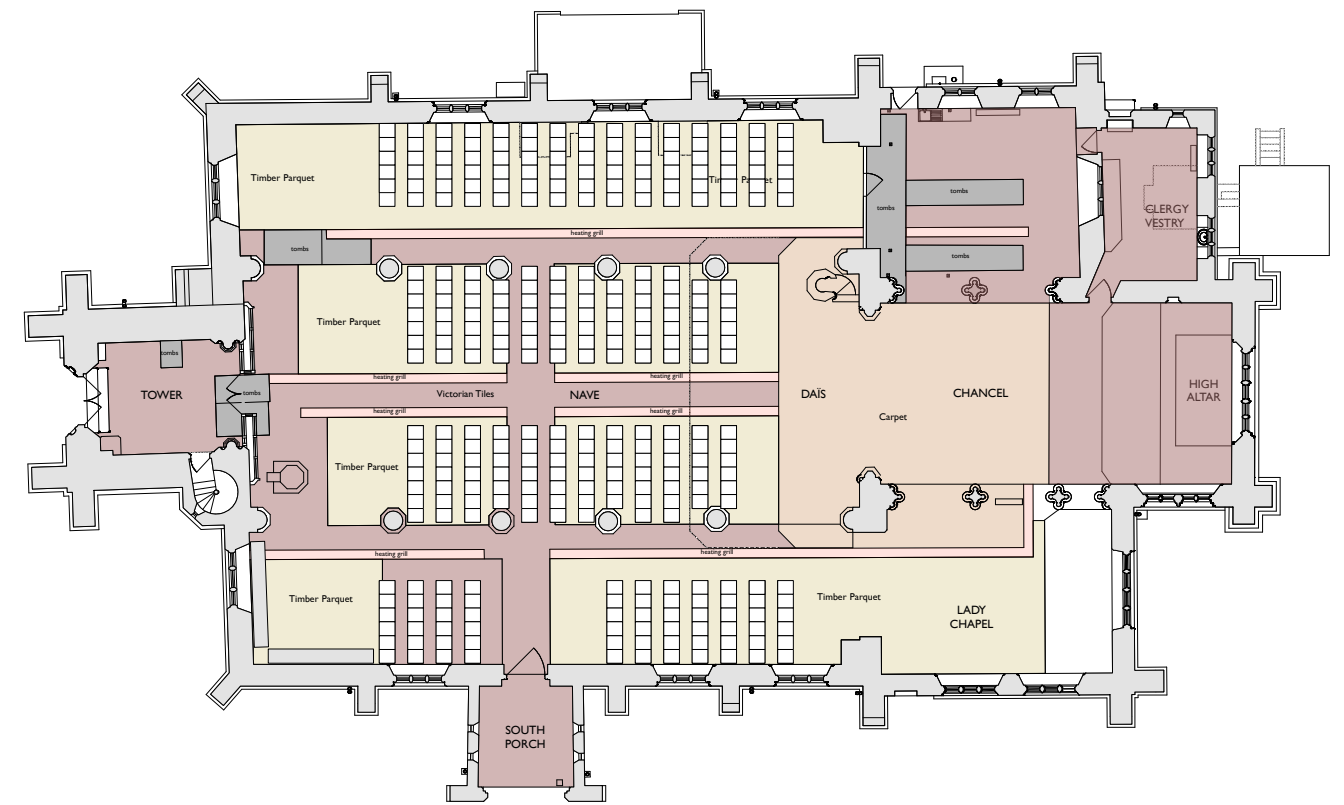 Timber Parquet
Timber Parquet
tombs
tombs
CLERGY
VESTRY
heating grill
tombs
tombs
Timber Parquet
tombs
heating grill
heating grill
TOWER
tombs
Victorian Tiles
NAVE
DAÏS
CHANCEL
HIGH
ALTAR
heating grill
heating grill
Carpet
Timber Parquet
heating grill
heating grill
Timber Parquet
Timber Parquet
LADY
CHAPEL
SOUTH
PORCH